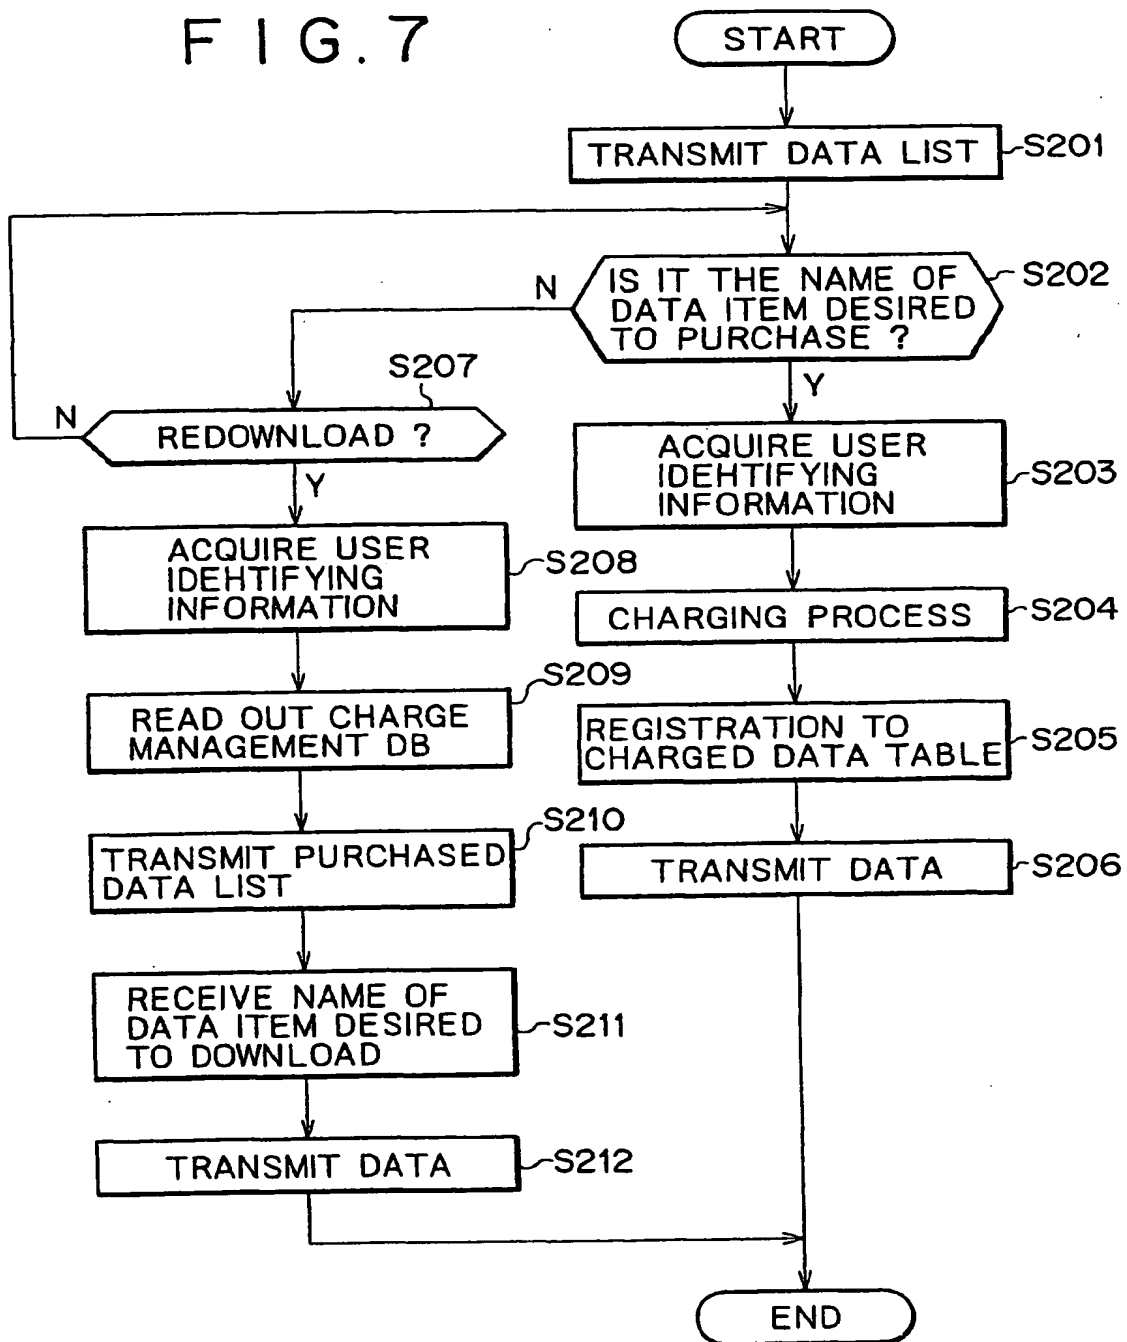 FIG.7
START
TRANSMIT DATA LIST
S201
IS IT THE NAME OF
DATA ITEM DESIRED
TO PURCHASE ?
S202
N
Y
S207
REDOWNLOAD ?
N
Y
ACQUIRE USER
IDEHTIFYING
INFORMATION
S203
ACQUIRE USER
IDEHTIFYING
INFORMATION
S208
CHARGING PROCESS
S204
S209
READ OUT CHARGE
MANAGEMENT DB
REGISTRATION TO
CHARGED DATA TABLE
S205
S210
TRANSMIT PURCHASED
DATA LIST
TRANSMIT DATA
S206
RECEIVE NAME OF
DATA ITEM DESIRED
TO DOWNLOAD
S211
TRANSMIT DATA
S212
END